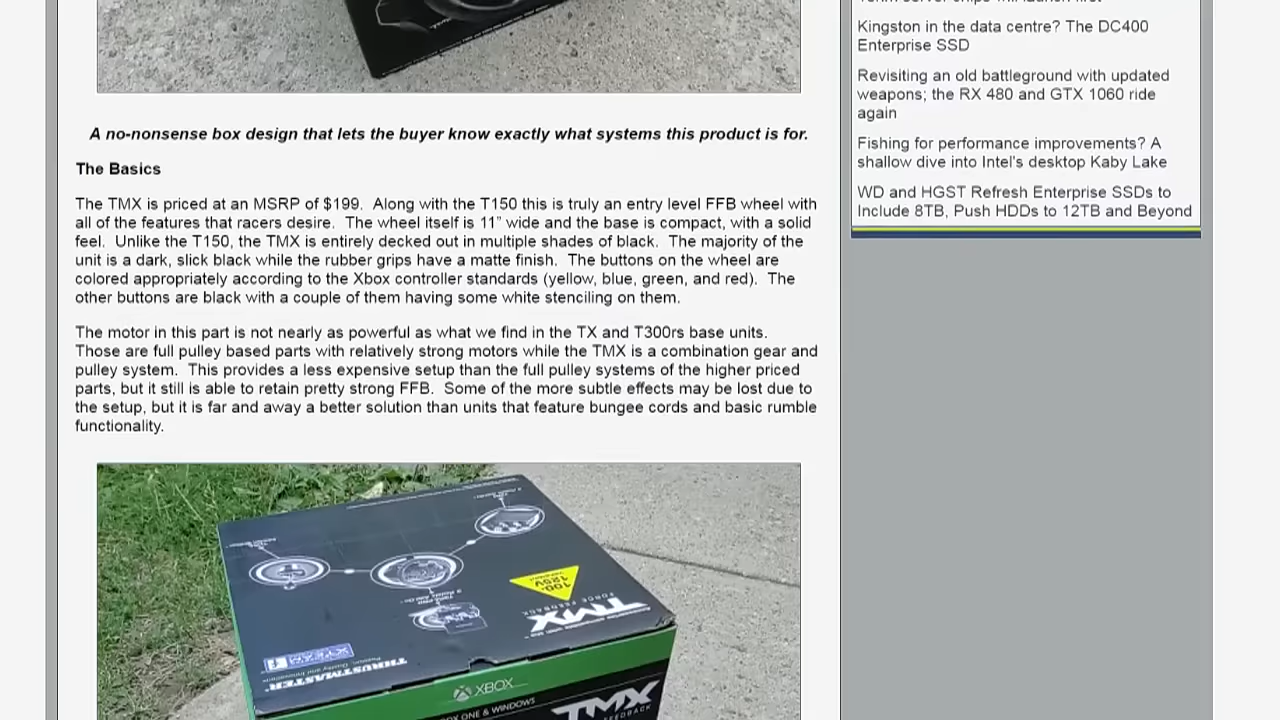 A no-nonsense box design that lets the buyer know exactly what systems this product is for.
The Basics
The TMX is priced at an MSRP of $199. Along with the T150 this is truly an entry level FFB wheel with
all of the features that racers desire. The wheel itself is 11” wide and the base is compact, with a solid
feel. Unlike the T150, the TMX is entirely decked out in multiple shades of black. The majority of the
unit is a dark, slick black while the rubber grips have a matte finish. The buttons on the wheel are
colored appropriately according to the Xbox controller standards (yellow, blue, green, and red). The
other buttons are black with a couple of them having some white stenciling on them.
The motor in this part is not nearly as powerful as what we find in the TX and T300rs base units.
Those are full pulley based parts with relatively strong motors while the TMX is a combination gear and
pulley system. This provides a less expensive setup than the full pulley systems of the higher priced
parts, but it still is able to retain pretty strong FFB. Some of the more subtle effects may be lost due to
the setup, but it is far and away a better solution than units that feature bungee cords and basic rumble
functionality.
100-
125V
FORCE FEEDBACK
TMX
THRUSTMASTER
XBOX
XBOX ONE & WINDOWS
TMX
FEEDBACK
Kingston in the data centre? The DC400
Enterprise SSD
Revisiting an old battleground with updated
weapons; the RX 480 and GTX 1060 ride
again
Fishing for performance improvements? A
shallow dive into Intel's desktop Kaby Lake
WD and HGST Refresh Enterprise SSDs to
Include 8TB, Push HDDs to 12TB and Beyond